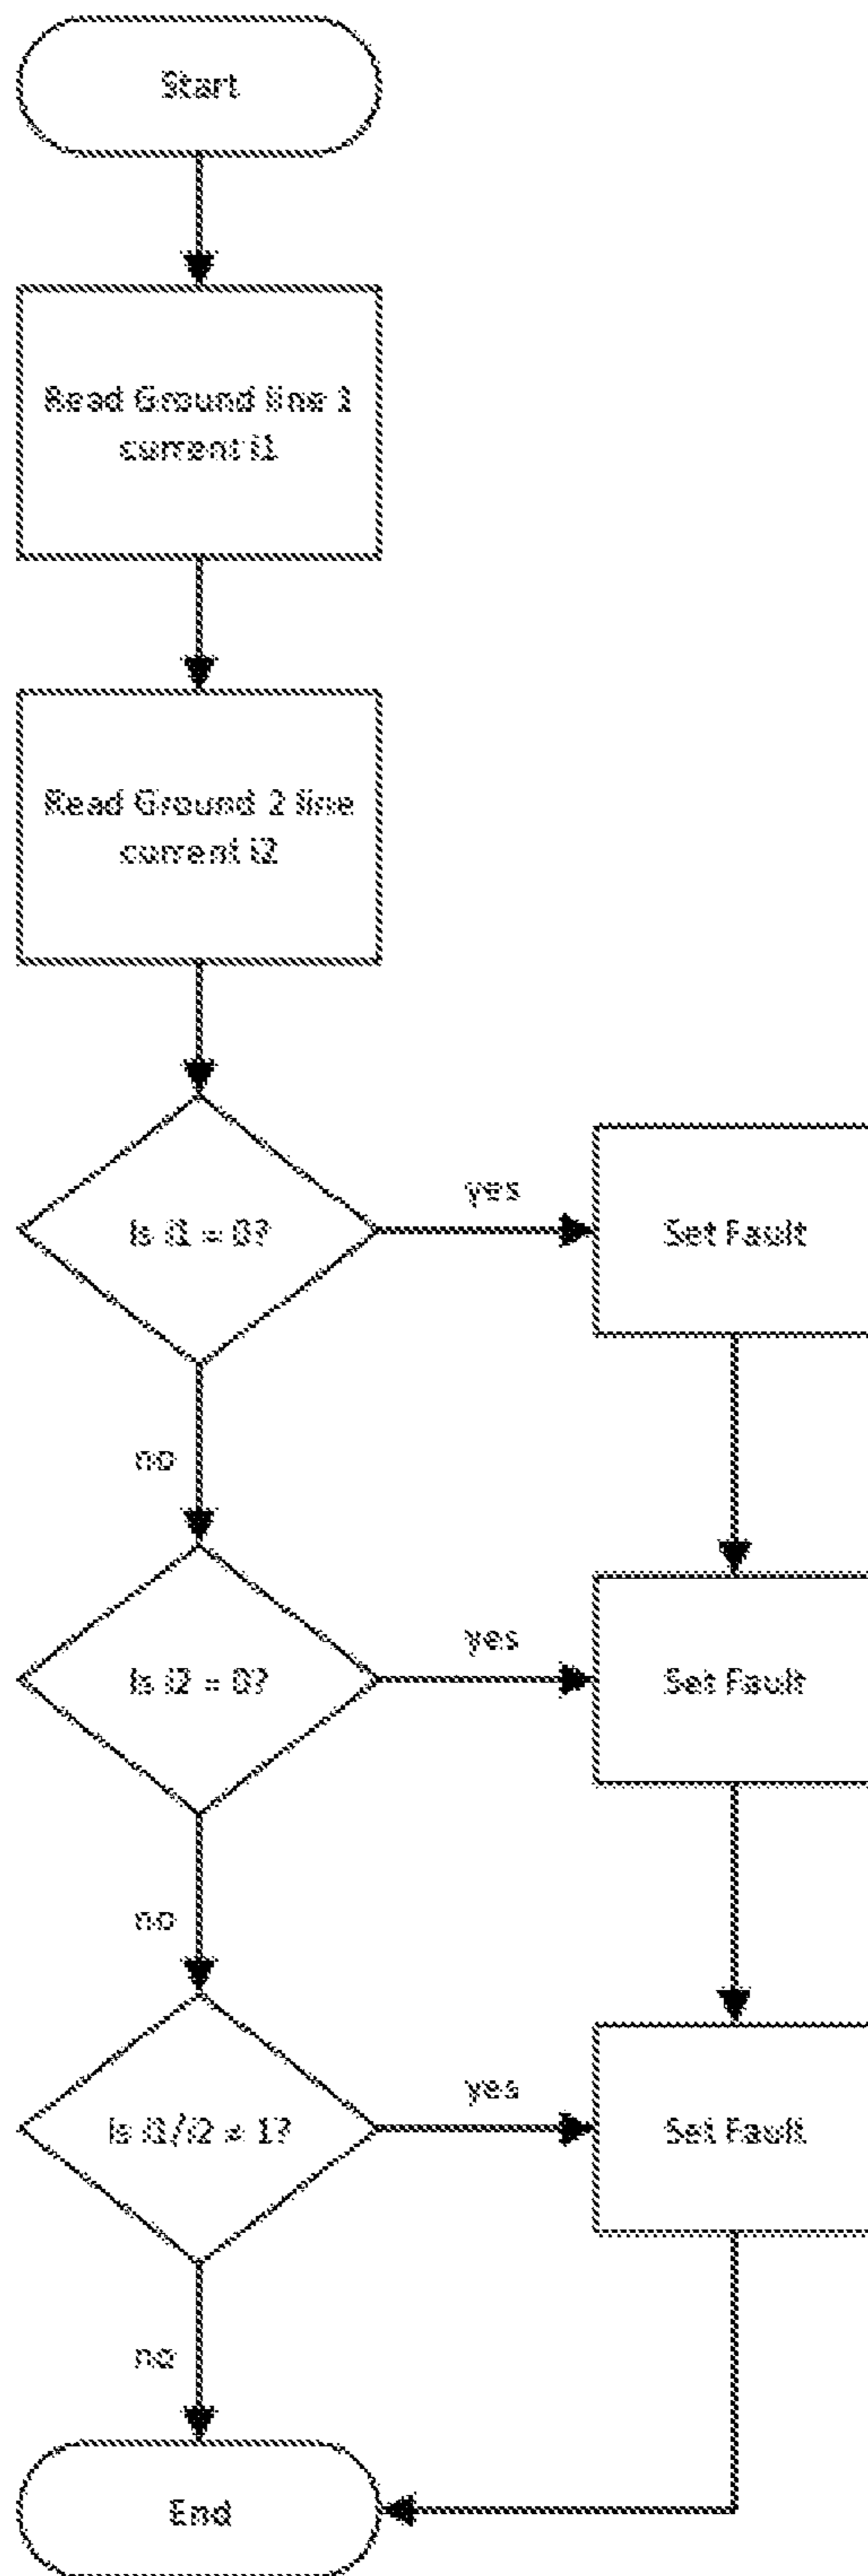 Start
Read Ground line 1
current i1
Read Ground 2 line
current i2
Is i1 = 0?
yes
Set Fault
no
Is i2 = 0?
yes
Set Fault
no
Is i1/i2 ≠ 1?
yes
Set Fault
no
End